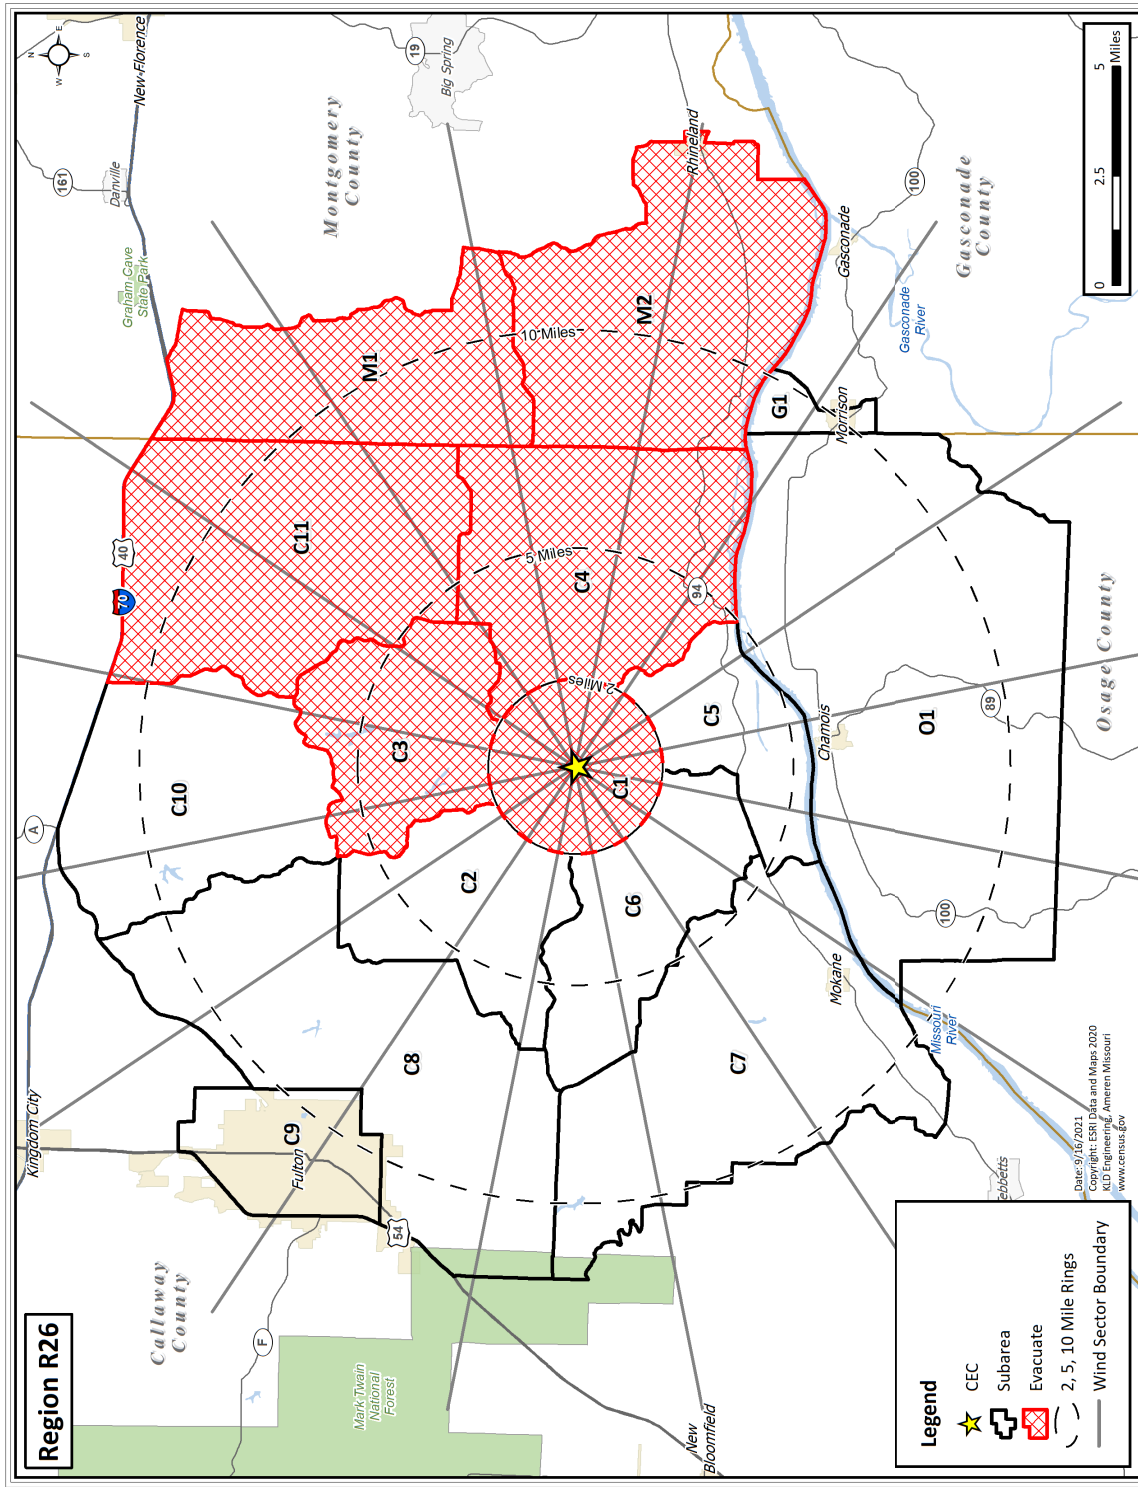 Region R26
Kingdom City
A
161
Danville
New Florence
N
E
S
W
Graham Cave
State Park
Montgomery
County
19
Big Spring
70
40
Callaway
County
F
Fulton
C9
54
Mark Twain
National
Forest
New
Bloomfield
C10
C11
M1
C8
C2
C3
10 Miles
5 Miles
2 Miles
C4
M2
Rhineland
C1
C6
C5
94
C7
G1
Morrison
Gasconade
100
Gasconade
River
Gasconade
County
Mokane
Chamois
Missouri
River
O1
100
89
Osage County
Tebbetts
Legend
CEC
Subarea
Evacuate
2, 5, 10 Mile Rings
Wind Sector Boundary
Date: 9/16/2021
Copyright: ESRI Data and Maps 2020
KLD Engineering, Ameren Missouri
www.census.gov
0
2.5
5
Miles